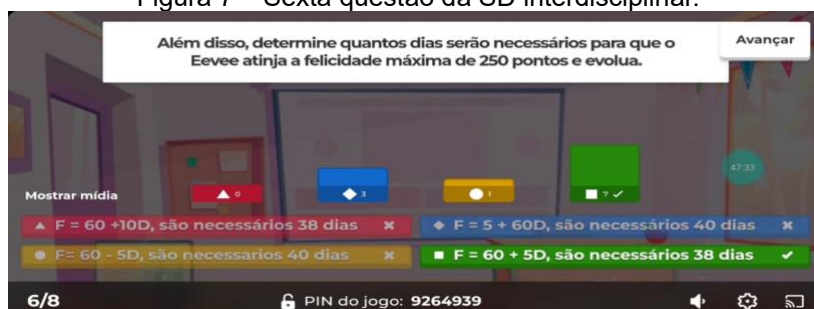 Figura 7 – Sexta questão da SD interdisciplinar.
Além disso, determine quantos dias serão necessários para que o
Eevee atinja a felicidade máxima de 250 pontos e evolua.
Avançar
47:33
Mostrar mídia
0
3
1
7
F = 60 +10D, são necessários 38 dias
F = 5 + 60D, são necessários 40 dias
F= 60 - 5D, são necessarios 40 dias
F = 60 + 5D, são necessários 38 dias
6/8
PIN do jogo: 9264939